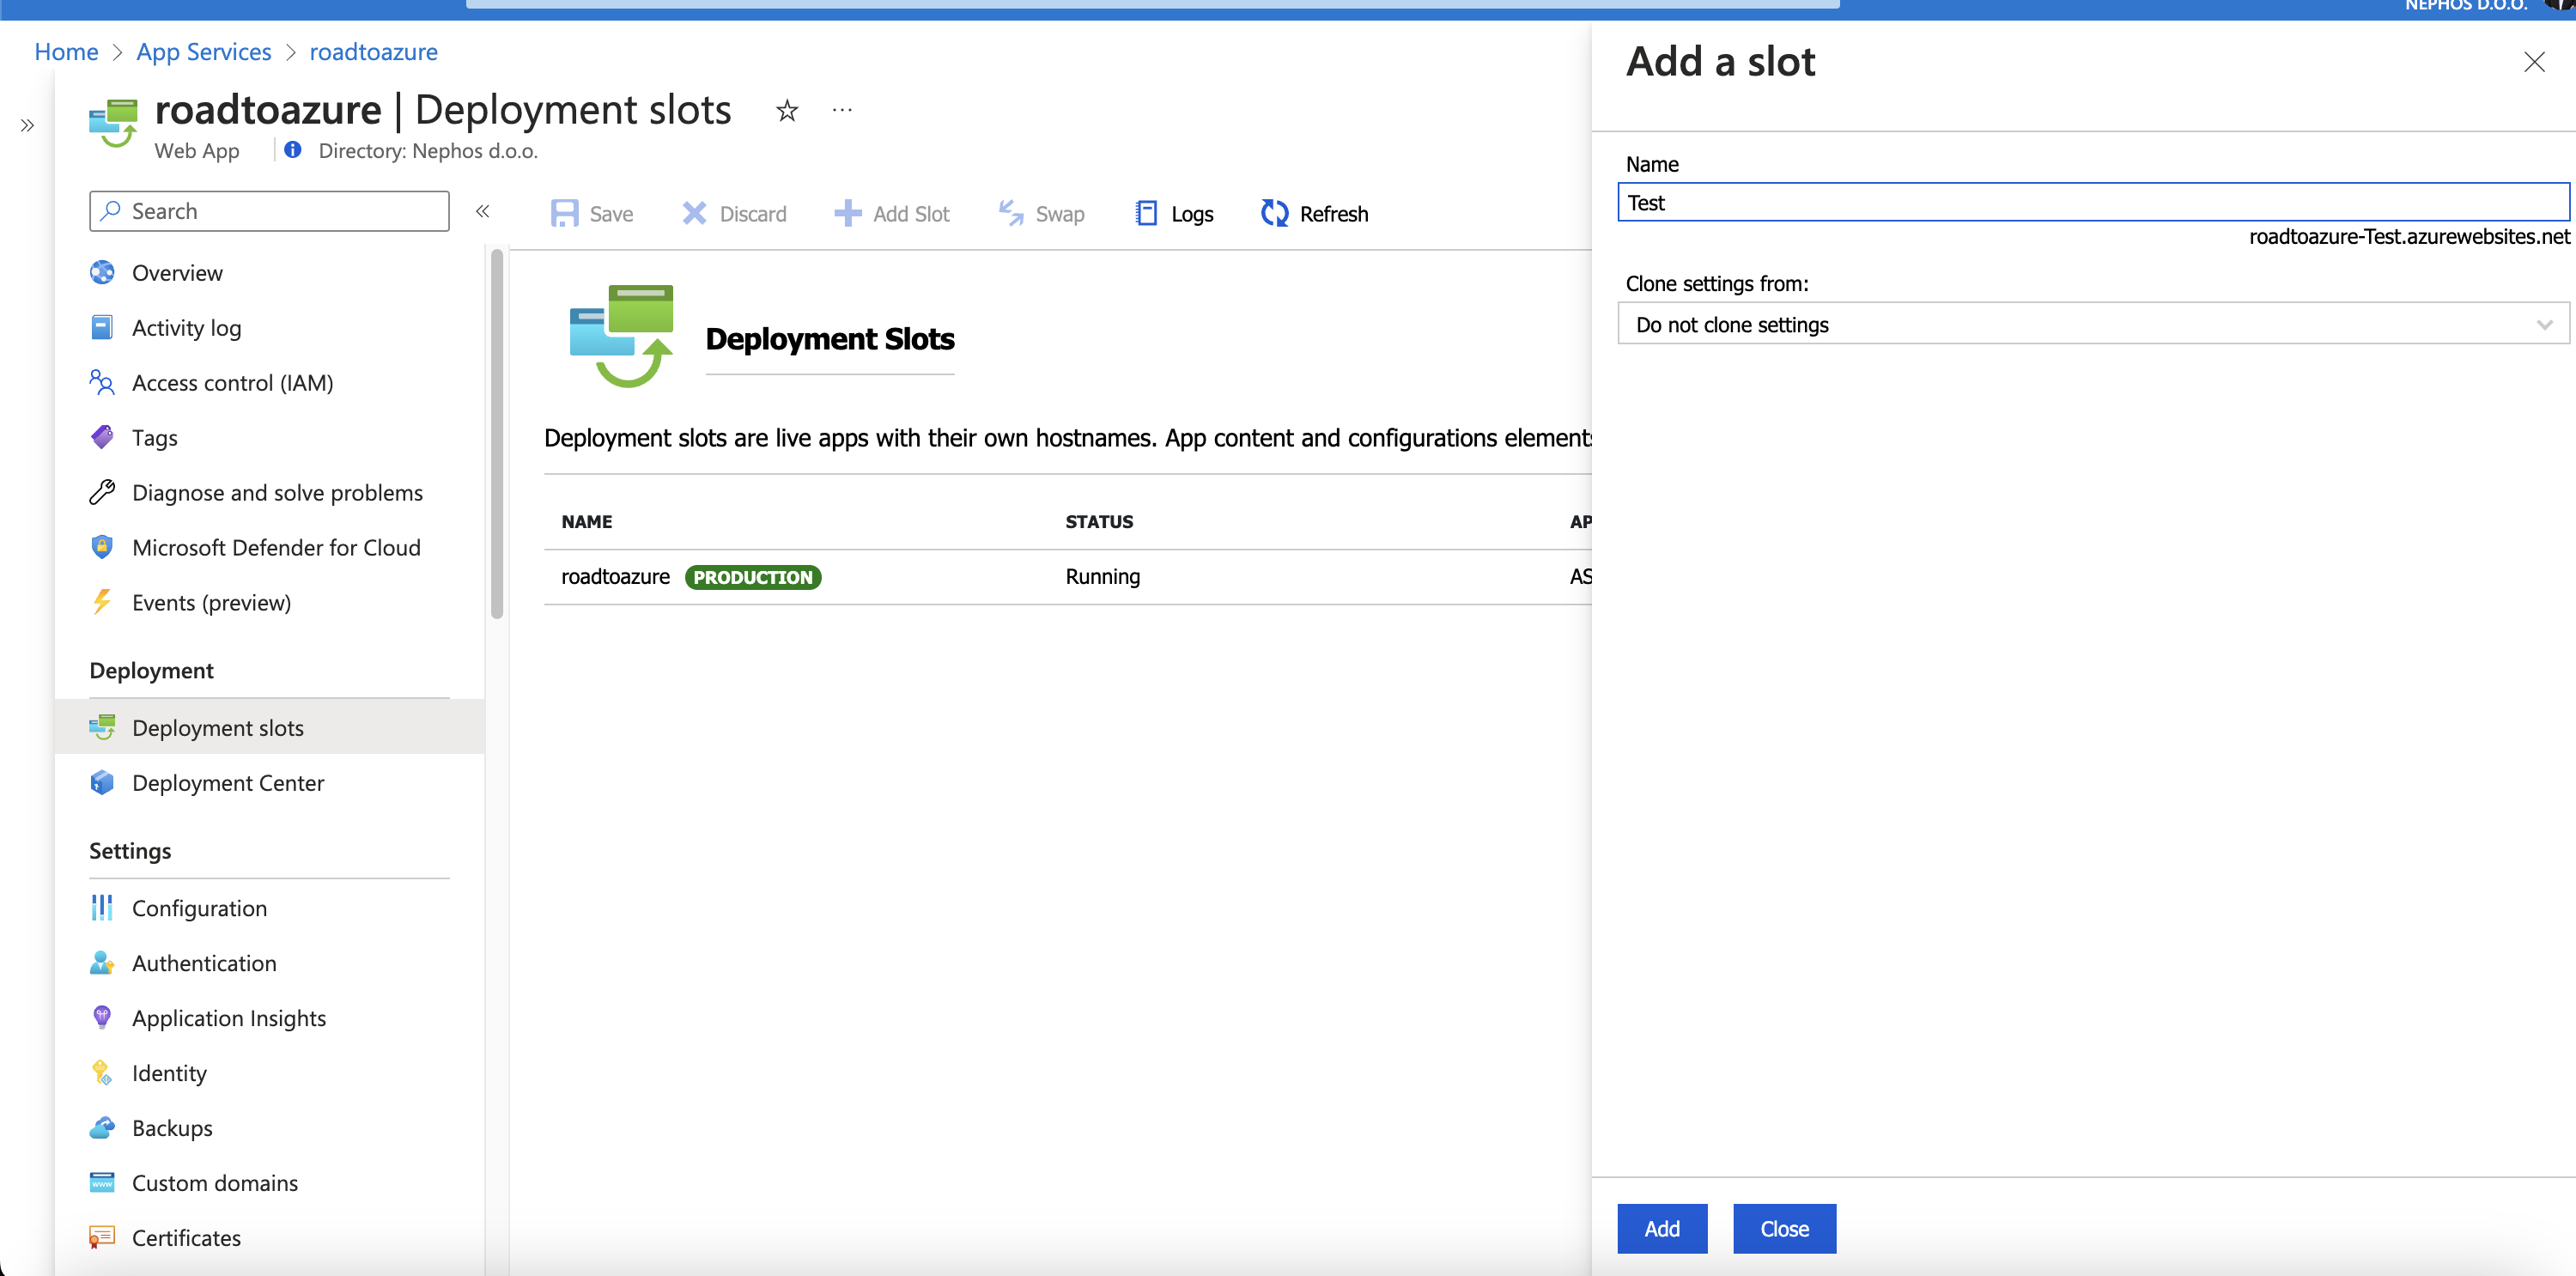 NEPHOS D.O.O.
Home > App Services > roadtoazure
roadtoazure | Deployment slots
Web App
Directory: Nephos d.o.o.
Search
Overview
Activity log
Access control (IAM)
Tags
Diagnose and solve problems
Microsoft Defender for Cloud
Events (preview)
Deployment
Deployment slots
Deployment Center
Settings
Configuration
Authentication
Application Insights
Identity
Backups
Custom domains
Certificates
Save Discard Add Slot Swap Logs Refresh
Deployment Slots
Deployment slots are live apps with their own hostnames. App content and configurations elements
NAME STATUS AP
roadtoazure PRODUCTION Running AS
Add a slot
Name
Test
roadtoazure-Test.azurewebsites.net
Clone settings from:
Do not clone settings
Add Close